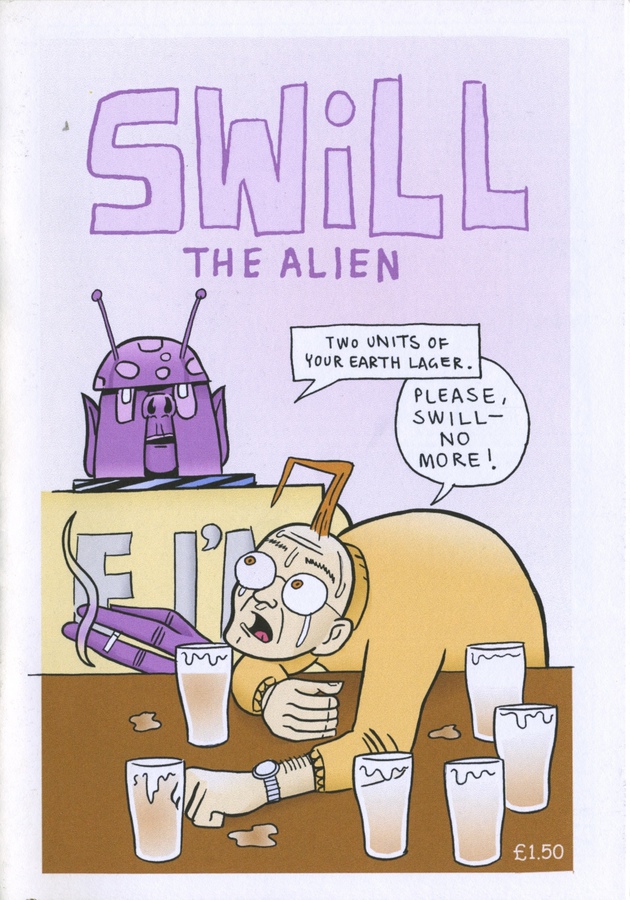 SWiLL
THE ALIEN
TWO UNITS OF
YOUR EARTH LAGER.
PLEASE,
SWILL—
NO
MORE!
E I'M
£1.50